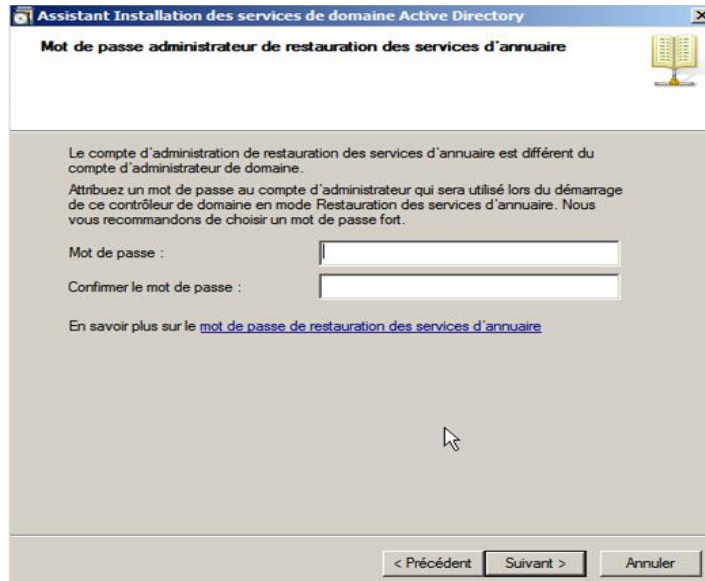 Assistant Installation des services de domaine Active Directory
Mot de passe administrateur de restauration des services d'annuaire
Le compte d'administration de restauration des services d'annuaire est différent du
compte d'administrateur de domaine.
Attribuez un mot de passe au compte d'administrateur qui sera utilisé lors du démarrage
de ce contrôleur de domaine en mode Restauration des services d'annuaire. Nous
vous recommandons de choisir un mot de passe fort.
Mot de passe :
Confirmer le mot de passe :
En savoir plus sur le mot de passe de restauration des services d'annuaire
< Précédent Suivant > Annuler